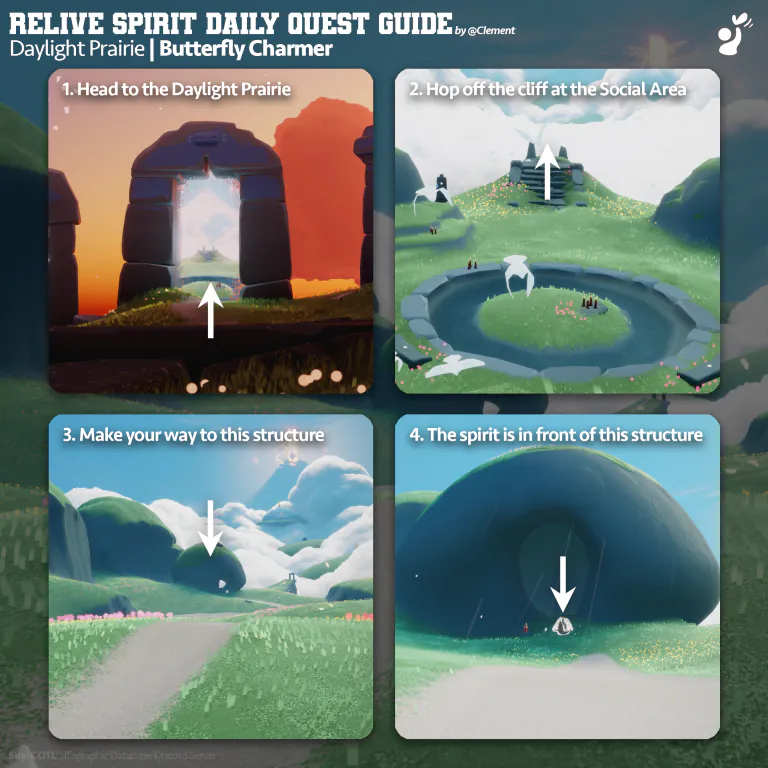 RELIVE SPIRIT DAILY QUEST GUIDE by @Clement
Daylight Prairie | Butterfly Charmer
1. Head to the Daylight Prairie
2. Hop off the cliff at the Social Area
3. Make your way to this structure
4. The spirit is in front of this structure